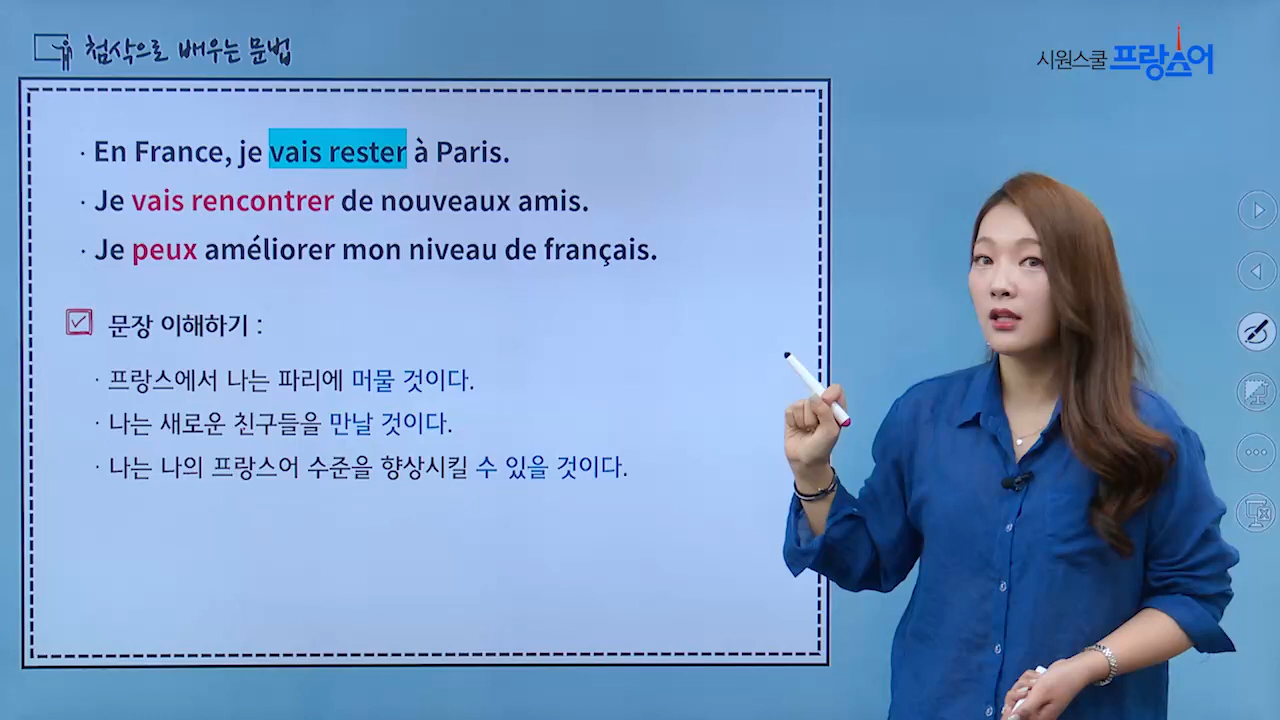 첨삭으로 배우는 문법
시원스쿨 프랑스어
· En France, je vais rester à Paris.
· Je vais rencontrer de nouveaux amis.
· Je peux améliorer mon niveau de français.
문장 이해하기 :
· 프랑스에서 나는 파리에 머물 것이다.
· 나는 새로운 친구들을 만날 것이다.
· 나는 나의 프랑스어 수준을 향상시킬 수 있을 것이다.